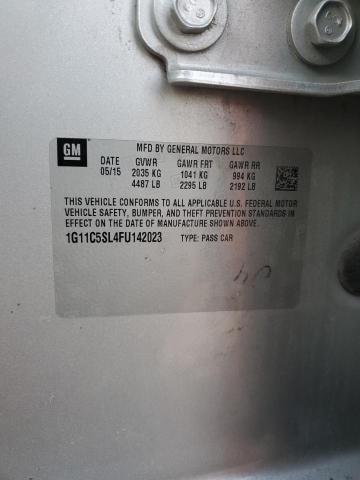 MFD BY GENERAL MOTORS LLC
GM
DATE GVWR GAWR FRT GAWR RR
05/15 2035 KG 1041 KG 994 KG
4487 LB 2295 LB 2192 LB
THIS VEHICLE CONFORMS TO ALL APPLICABLE U.S. FEDERAL MOTOR
VEHICLE SAFETY, BUMPER, AND THEFT PREVENTION STANDARDS IN
EFFECT ON THE DATE OF MANUFACTURE SHOWN ABOVE.
1G11C5SL4FU142023 TYPE: PASS CAR